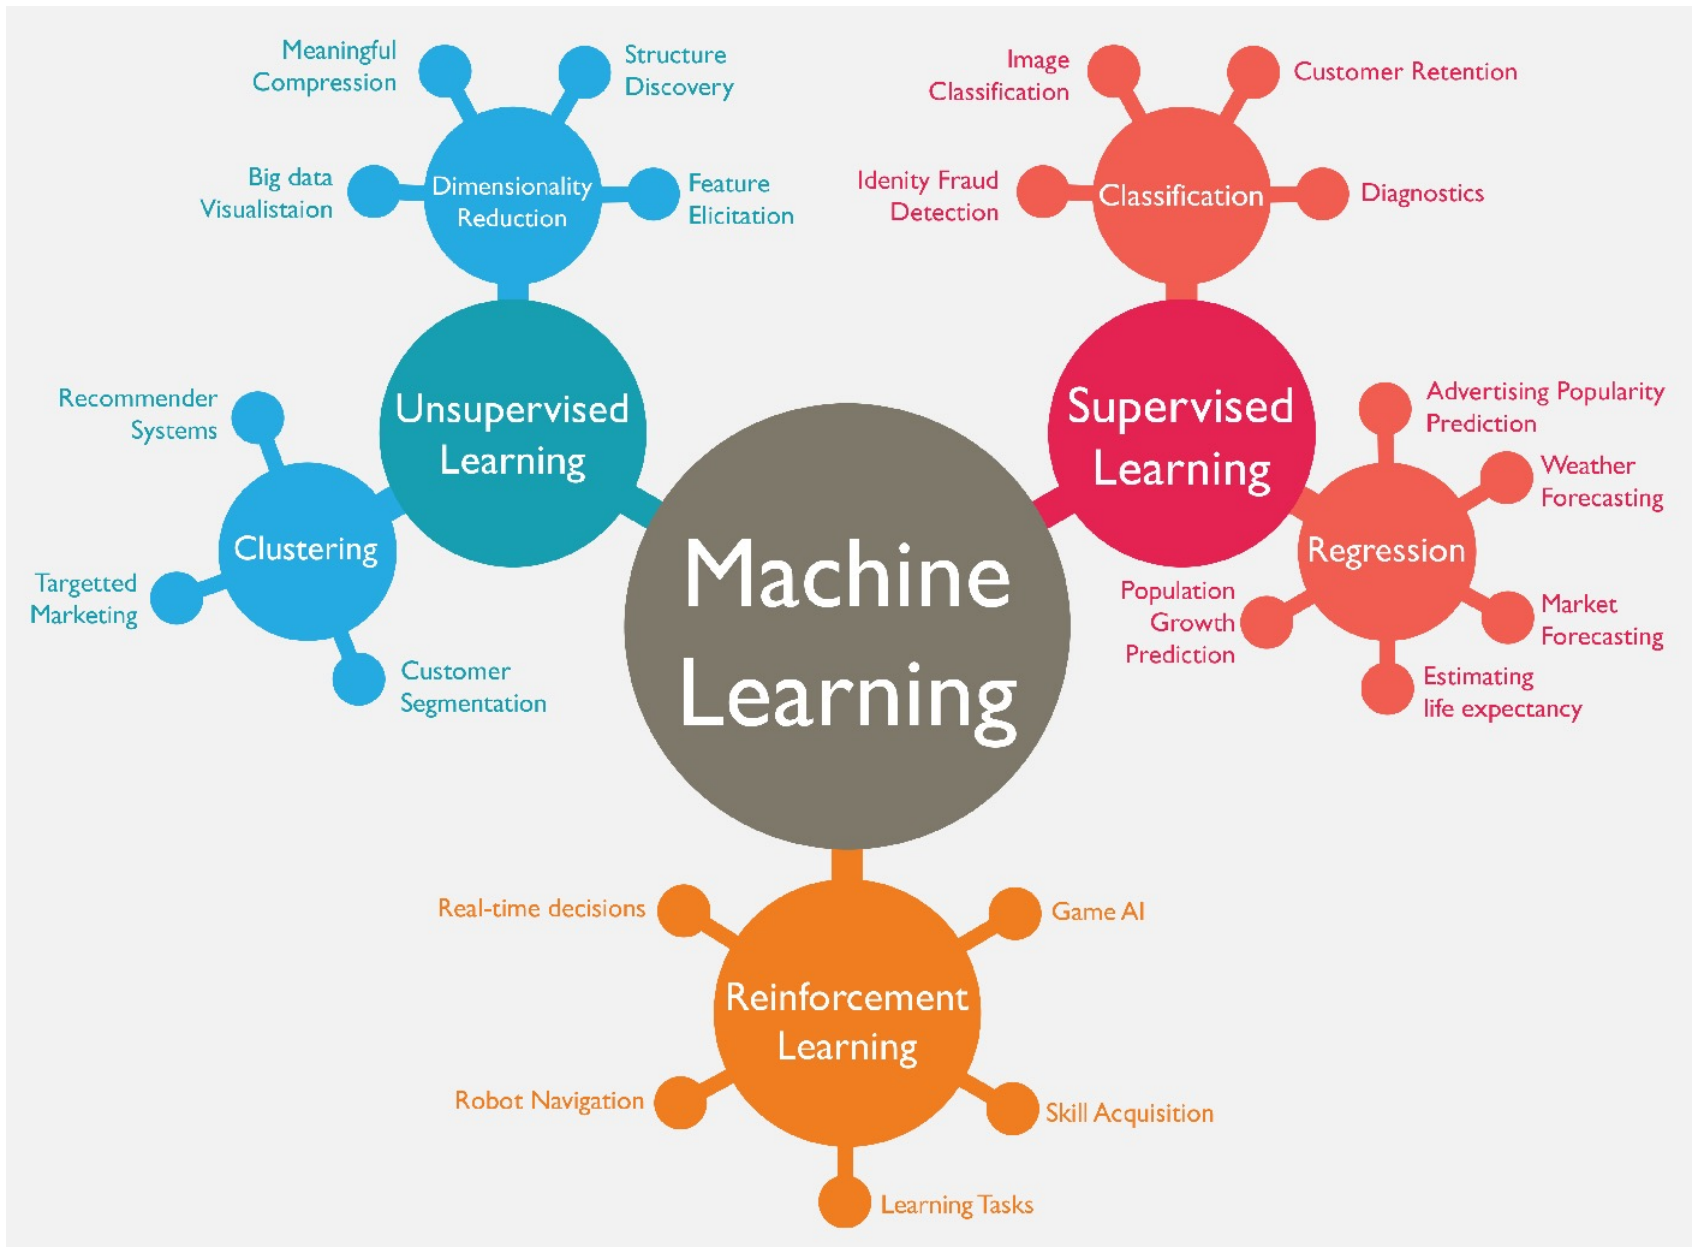 Meaningful
Compression
Structure
Discovery
Big data
Visualistaion
Dimensionality
Reduction
Feature
Elicitation
Image
Classification
Customer Retention
Idenity Fraud
Detection
Classification
Diagnostics
Recommender
Systems
Unsupervised
Learning
Clustering
Targetted
Marketing
Customer
Segmentation
Machine
Learning
Supervised
Learning
Advertising Popularity
Prediction
Weather
Forecasting
Regression
Population
Growth
Prediction
Market
Forecasting
Estimating
life expectancy
Real-time decisions
Game AI
Reinforcement
Learning
Robot Navigation
Skill Acquisition
Learning Tasks